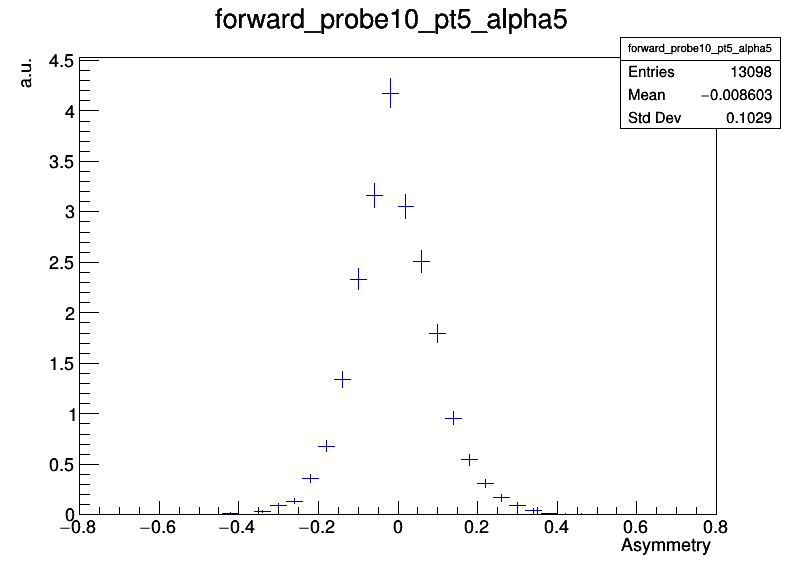 forward_probe10_pt5_alpha5
forward_probe10_pt5_alpha5
Entries 13098
Mean −0.008603
Std Dev 0.1029
a.u.
4.5
4
3.5
3
2.5
2
1.5
1
0.5
0
−0.8 −0.6 −0.4 −0.2 0 0.2 0.4 0.6 0.8
Asymmetry